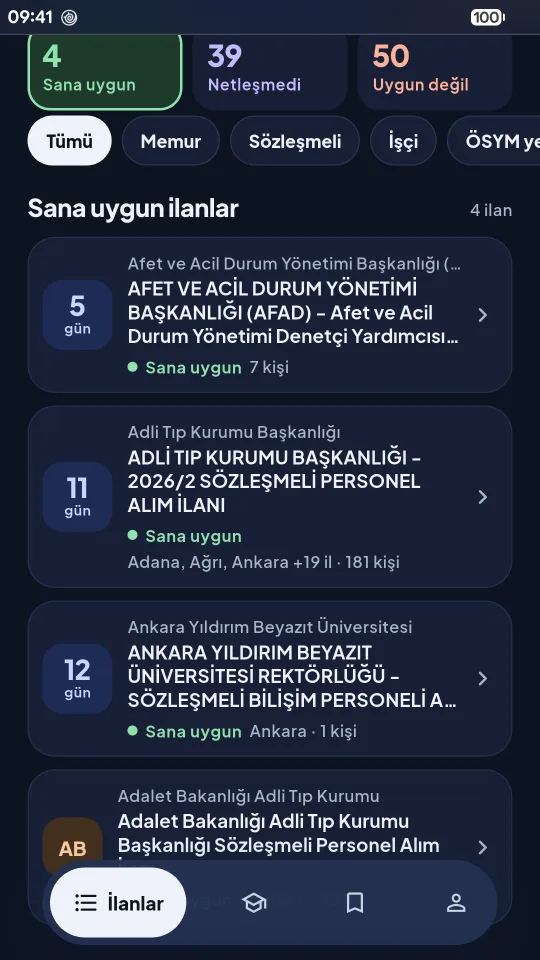 09:41
100
4
Sana uygun
39
Netleşmedi
50
Uygun değil
Tümü
Memur
Sözleşmeli
İşçi
ÖSYM ye
Sana uygun ilanlar
4 ilan
Afet ve Acil Durum Yönetimi Başkanlığı (…
5
gün
AFET VE ACİL DURUM YÖNETİMİ
BAŞKANLIĞI (AFAD) – Afet ve Acil
Durum Yönetimi Denetçi Yardımcısı…
Sana uygun 7 kişi
Adli Tıp Kurumu Başkanlığı
11
gün
ADLİ TIP KURUMU BAŞKANLIĞI –
2026/2 SÖZLEŞMELİ PERSONEL
ALIM İLANI
Sana uygun
Adana, Ağrı, Ankara +19 il · 181 kişi
Ankara Yıldırım Beyazıt Üniversitesi
12
gün
ANKARA YILDIRIM BEYAZIT
ÜNİVERSİTESİ REKTÖRLÜĞÜ –
SÖZLEŞMELİ BİLİŞİM PERSONELİ A…
Sana uygun Ankara · 1 kişi
Adalet Bakanlığı Adli Tıp Kurumu
AB
Adalet Bakanlığı Adli Tıp Kurumu
Başkanlığı Sözleşmeli Personel Alım
İlanlar